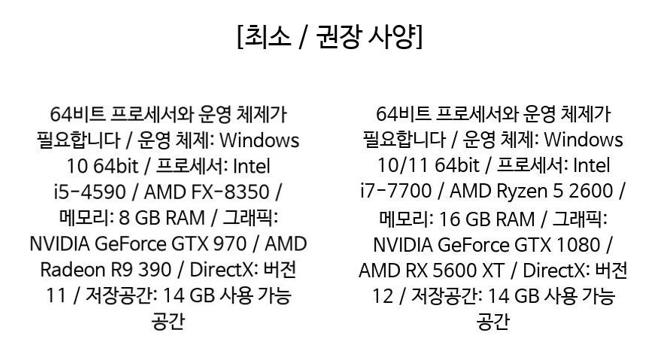 [최소 / 권장 사양]
64비트 프로세서와 운영 체제가
필요합니다 / 운영 체제: Windows
10 64bit / 프로세서: Intel
i5-4590 / AMD FX-8350 /
메모리: 8 GB RAM / 그래픽:
NVIDIA GeForce GTX 970 / AMD
Radeon R9 390 / DirectX: 버전
11 / 저장공간: 14 GB 사용 가능
공간
64비트 프로세서와 운영 체제가
필요합니다 / 운영 체제: Windows
10/11 64bit / 프로세서: Intel
i7-7700 / AMD Ryzen 5 2600 /
메모리: 16 GB RAM / 그래픽:
NVIDIA GeForce GTX 1080 /
AMD RX 5600 XT / DirectX: 버전
12 / 저장공간: 14 GB 사용 가능
공간